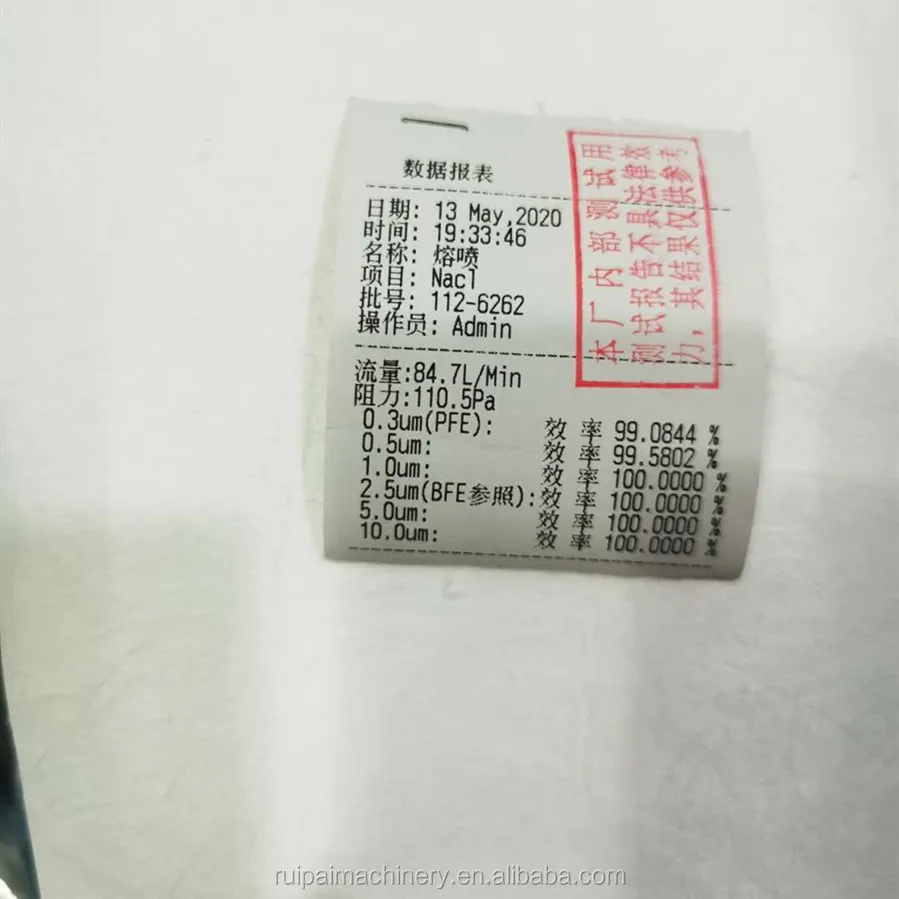 数据报表
日期: 13 May,2020
时间: 19:33:46
名称: 熔喷
项目: Nacl
批号: 112-6262
操作员: Admin
流量:84.7L/Min
阻力:110.5Pa
0.3um(PFE): 效 率 99.0844 %
0.5um: 效 率 99.5802 %
1.0um: 效 率 100.0000 %
2.5um(BFE参照):效 率 100.0000 %
5.0um: 效 率 100.0000 %
10.0um: 效 率 100.0000 %
本厂内部测试用
测试报告不具法律效
力，其结果仅供参考
ruipaimachinery.en.alibaba.com